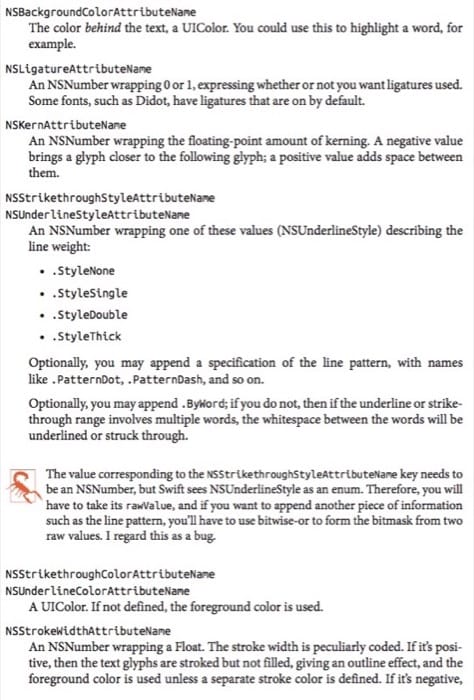 NSBackgroundColorAttributeName
The color behind the text, a UIColor. You could use this to highlight a word, for
example.
NSLigatureAttributeName
An NSNumber wrapping 0 or 1, expressing whether or not you want ligatures used.
Some fonts, such as Didot, have ligatures that are on by default.
NSKernAttributeName
An NSNumber wrapping the floating-point amount of kerning. A negative value
brings a glyph closer to the following glyph; a positive value adds space between
them.
NSStrikethroughStyleAttributeName
NSUnderlineStyleAttributeName
An NSNumber wrapping one of these values (NSUnderlineStyle) describing the
line weight:
• .StyleNone
• .StyleSingle
• .StyleDouble
• .StyleThick
Optionally, you may append a specification of the line pattern, with names
like .PatternDot, .PatternDash, and so on.
Optionally, you may append .ByWord; if you do not, then if the underline or strike-
through range involves multiple words, the whitespace between the words will be
underlined or struck through.
The value corresponding to the NSStrikethroughStyleAttributeName key needs to
be an NSNumber, but Swift sees NSUnderlineStyle as an enum. Therefore, you will
have to take its rawValue, and if you want to append another piece of information
such as the line pattern, you'll have to use bitwise-or to form the bitmask from two
raw values. I regard this as a bug.
NSStrikethroughColorAttributeName
NSUnderlineColorAttributeName
A UIColor. If not defined, the foreground color is used.
NSStrokeWidthAttributeName
An NSNumber wrapping a Float. The stroke width is peculiarly coded. If it's posi-
tive, then the text glyphs are stroked but not filled, giving an outline effect, and the
foreground color is used unless a separate stroke color is defined. If it's negative,